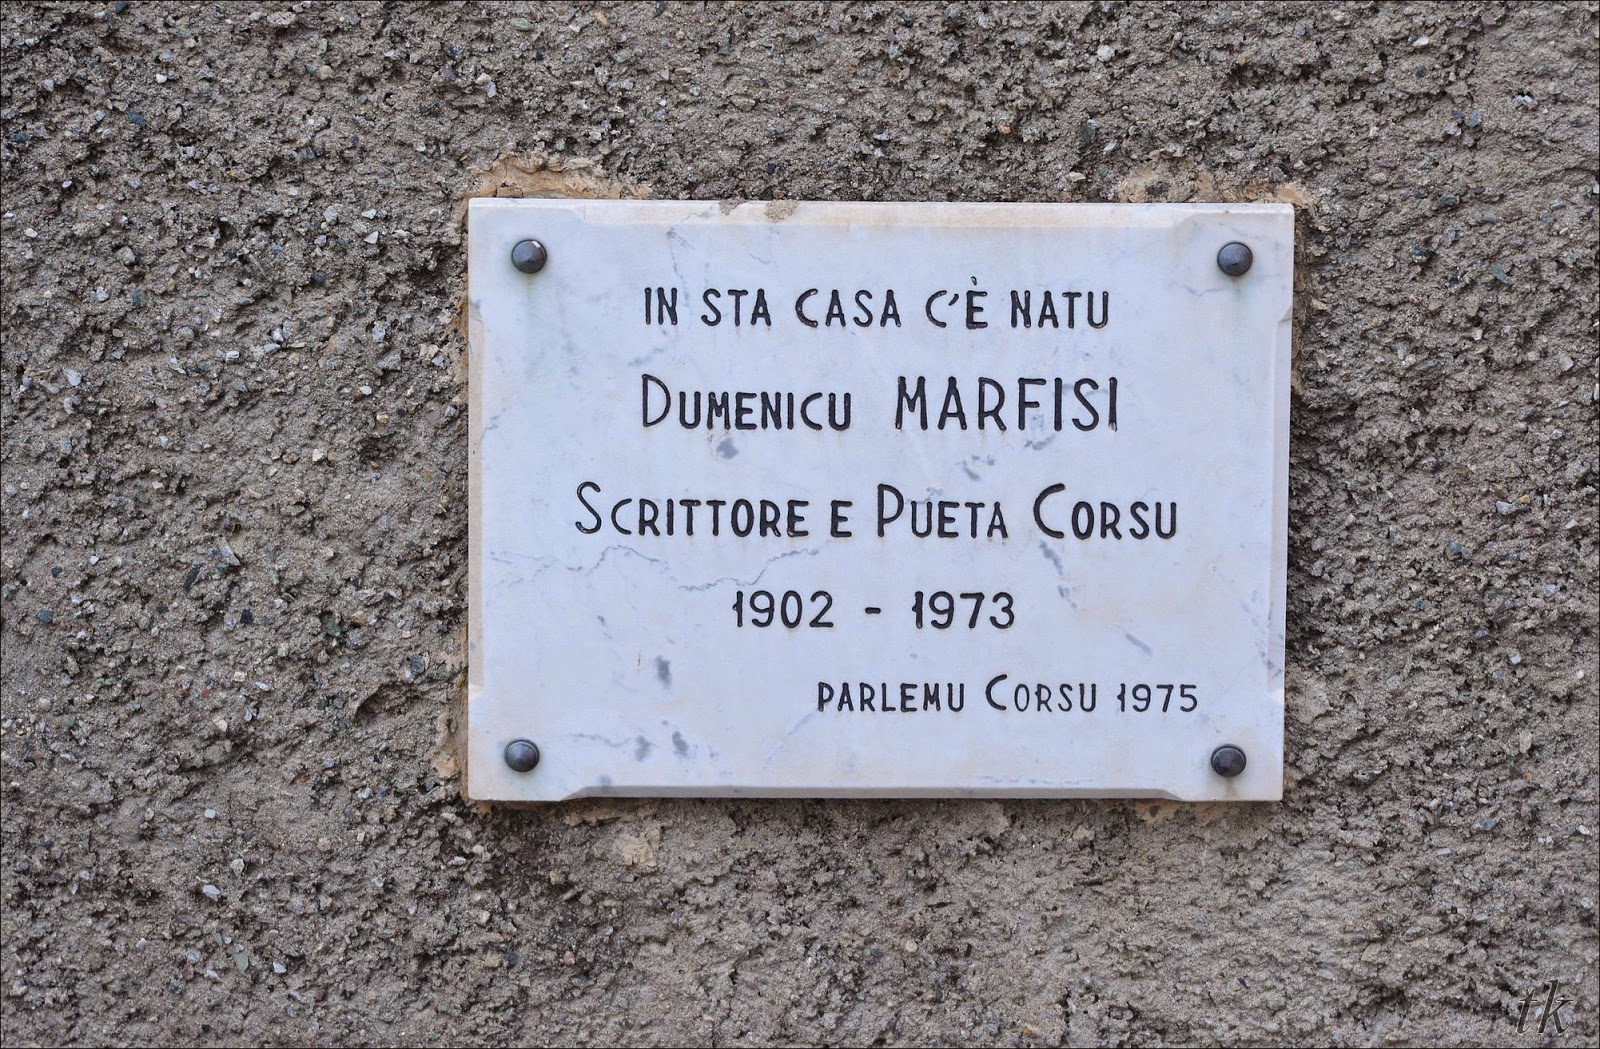 IN STA CASA C'È NATU
DUMENICU MARFISI
SCRITTORE E PUETA CORSU
1902 - 1973
PARLEMU CORSU 1975
tk